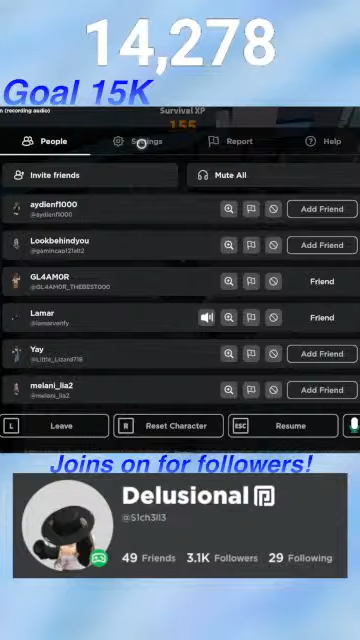 14,278
Goal 15K
n (recording audio)
Survival XP
155
People
Settings
Report
Help
Invite friends
Mute All
aydienf1000
@aydienf1000
Add Friend
Lookbehindyou
Add Friend
GL4AM0R
@GL4AM0R_THEBEST000
Friend
Lamar
@lamarverify
Friend
Yay
@Little_Lizard718
Add Friend
melani_lia2
@melani_lia2
Add Friend
L Leave
R Reset Character
ESC Resume
Joins on for followers!
Delusional
@S1ch3ll3
49 Friends 3.1K Followers 29 Following